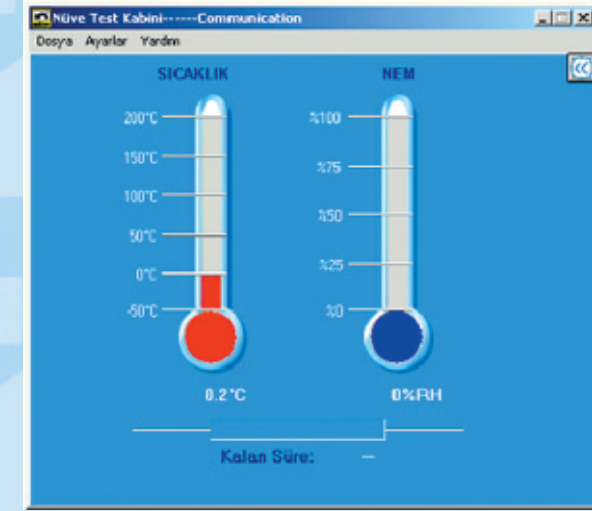 Nüve Test Kabini------Communication
Dosya Ayarlar Yardım
SICAKLIK NEM
200°C %100
150°C %75
100°C %50
50°C %25
0°C %0
-50°C
0.2°C 0%RH
Kalan Süre: –